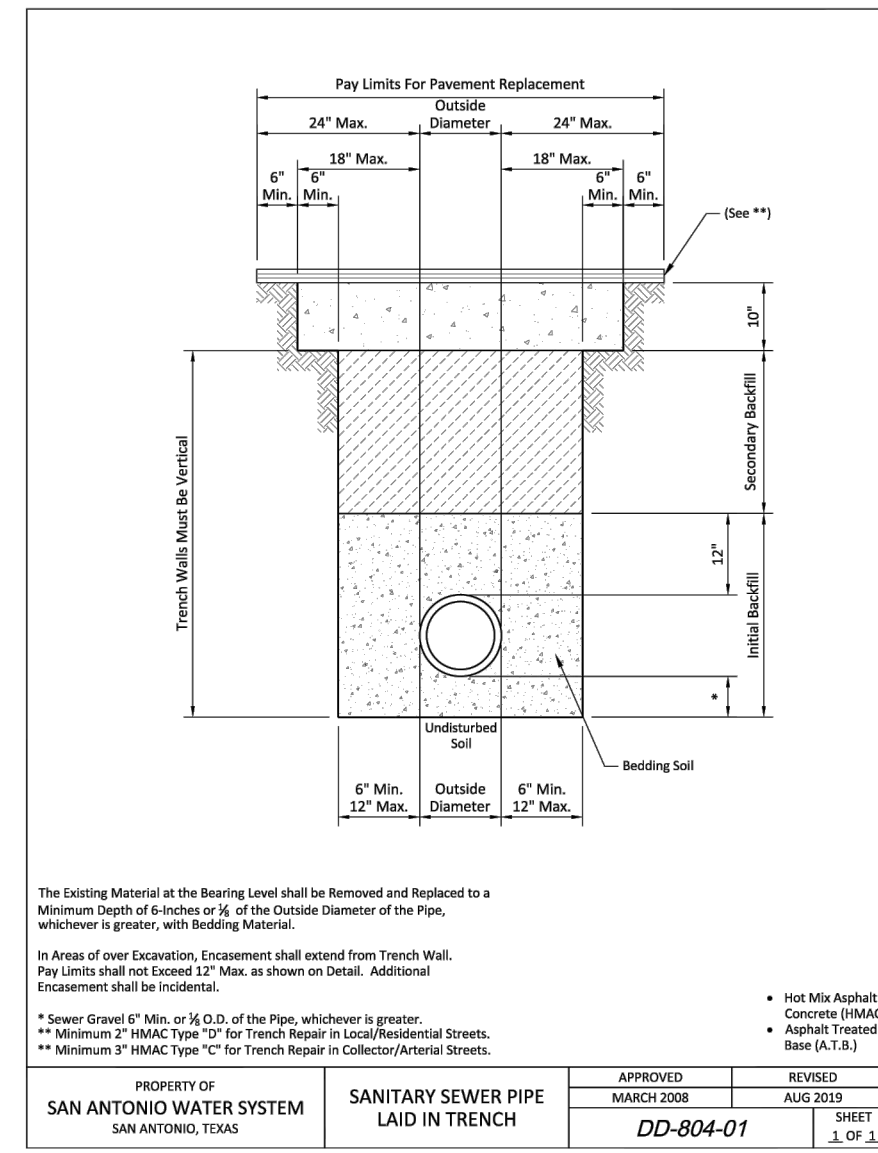 Pay Limits For Pavement Replacement
Outside
Diameter
24" Max.
24" Max.
18" Max.
18" Max.
6"
Min.
6"
Min.
6"
Min.
6"
Min.
(See **)
10"
Secondary Backfill
Trench Walls Must Be Vertical
12"
Initial Backfill
*
Undisturbed
Soil
Bedding Soil
6" Min.
12" Max.
Outside
Diameter
6" Min.
12" Max.
The Existing Material at the Bearing Level shall be Removed and Replaced to a
Minimum Depth of 6-Inches or ⅛ of the Outside Diameter of the Pipe,
whichever is greater, with Bedding Material.
In Areas of over Excavation, Encasement shall extend from Trench Wall.
Pay Limits shall not Exceed 12" Max. as shown on Detail. Additional
Encasement shall be incidental.
* Sewer Gravel 6" Min. or ⅛ O.D. of the Pipe, whichever is greater.
** Minimum 2" HMAC Type "D" for Trench Repair in Local/Residential Streets.
** Minimum 3" HMAC Type "C" for Trench Repair in Collector/Arterial Streets.
• Hot Mix Asphalt
Concrete (HMAC
• Asphalt Treated
Base (A.T.B.)
PROPERTY OF
SAN ANTONIO WATER SYSTEM
SAN ANTONIO, TEXAS
SANITARY SEWER PIPE
LAID IN TRENCH
APPROVED
MARCH 2008
REVISED
AUG 2019
DD-804-01
SHEET
1 OF 1